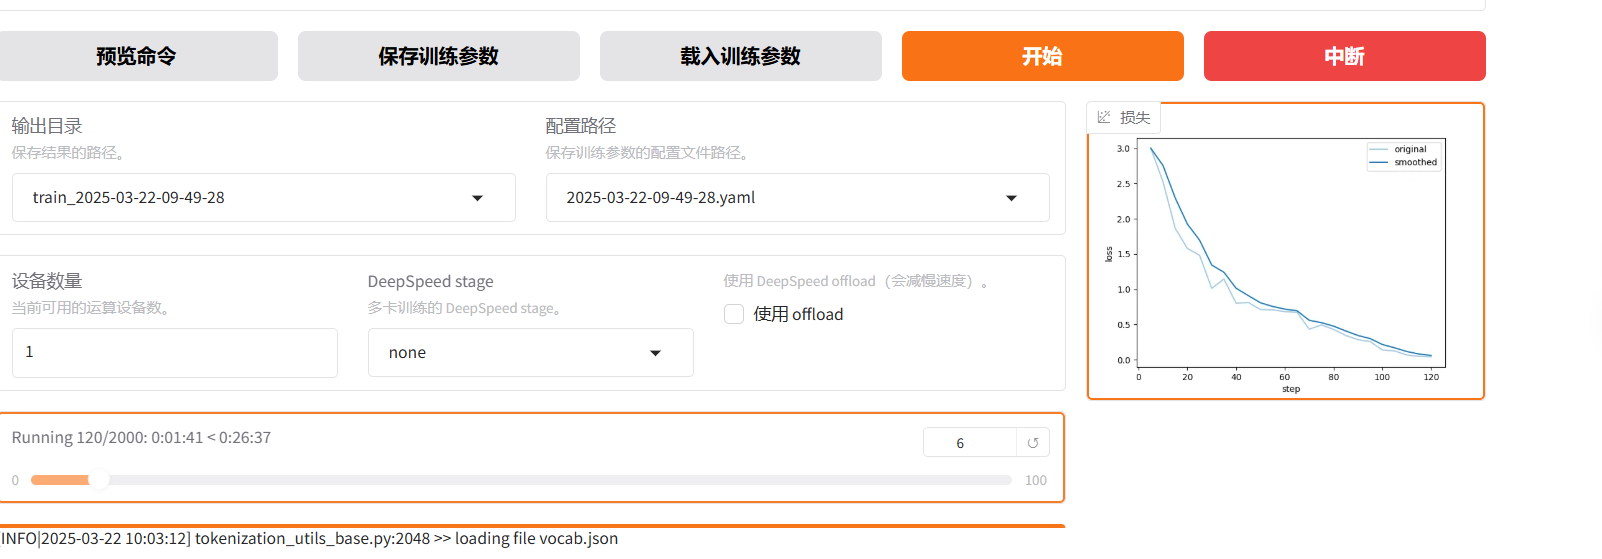 预览命令
保存训练参数
载入训练参数
开始
中断
输出目录
保存结果的路径。
train_2025-03-22-09-49-28
配置路径
保存训练参数的配置文件路径。
2025-03-22-09-49-28.yaml
设备数量
当前可用的运算设备数。
1
DeepSpeed stage
多卡训练的 DeepSpeed stage。
none
使用 DeepSpeed offload（会减慢速度）。
使用 offload
损失
original
smoothed
3.0
2.5
2.0
1.5
1.0
0.5
0.0
loss
0 20 40 60 80 100 120
step
Running 120/2000: 0:01:41 < 0:26:37
6
0
100
[INFO|2025-03-22 10:03:12] tokenization_utils_base.py:2048 >> loading file vocab.json